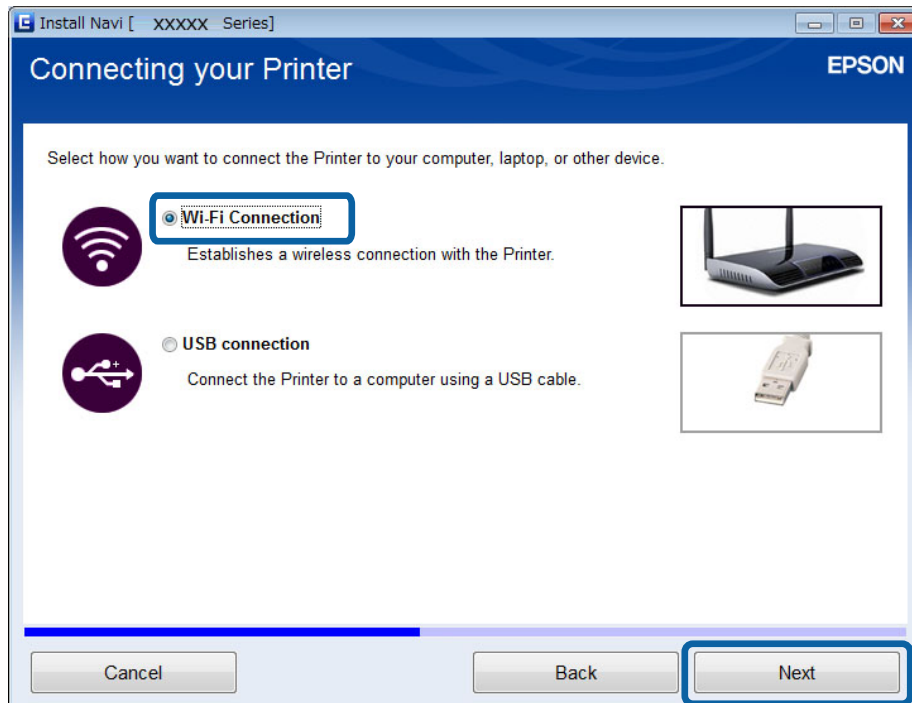 Install Navi [ XXXXX Series]
Connecting your Printer
EPSON
Select how you want to connect the Printer to your computer, laptop, or other device.
Wi-Fi Connection
Establishes a wireless connection with the Printer.
USB connection
Connect the Printer to a computer using a USB cable.
Cancel
Back
Next